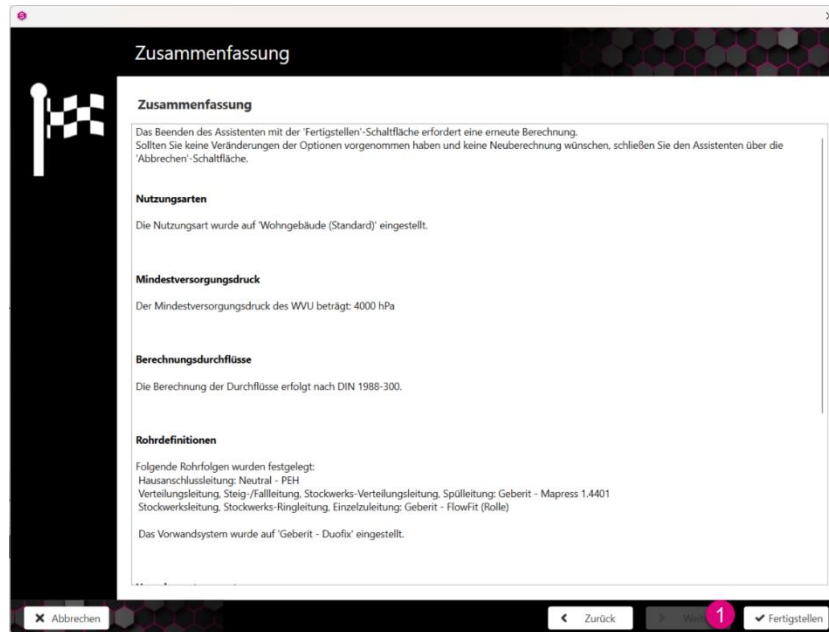 Zusammenfassung
Zusammenfassung
Das Beenden des Assistenten mit der 'Fertigstellen'-Schaltfläche erfordert eine erneute Berechnung.
Sollten Sie keine Veränderungen der Optionen vorgenommen haben und keine Neuberechnung wünschen, schließen Sie den Assistenten über die
'Abbrechen'-Schaltfläche.
Nutzungsarten
Die Nutzungsart wurde auf 'Wohngebäude (Standard)' eingestellt.
Mindestversorgungsdruck
Der Mindestversorgungsdruck des WVU beträgt: 4000 hPa
Berechnungsdurchflüsse
Die Berechnung der Durchflüsse erfolgt nach DIN 1988-300.
Rohrdefinitionen
Folgende Rohrfolgen wurden festgelegt:
Hausanschlussleitung: Neutral - PEH
Verteilungsleitung, Steig-/Fallleitung, Stockwerks-Verteilungsleitung, Spülleitung: Geberit - Mapress 1.4401
Stockwerksleitung, Stockwerks-Ringleitung, Einzelzuleitung: Geberit - FlowFit (Rolle)
Das Vorwandsystem wurde auf 'Geberit - Duofix' eingestellt.
Abbrechen
Zurück
1
Fertigstellen